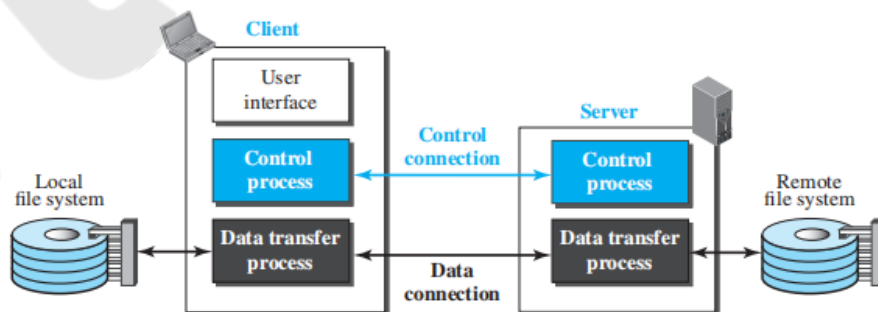 Client
User
interface
Server
Control
connection
Control
process
Control
process
Local
file system
Remote
file system
Data transfer
process
Data transfer
process
Data
connection